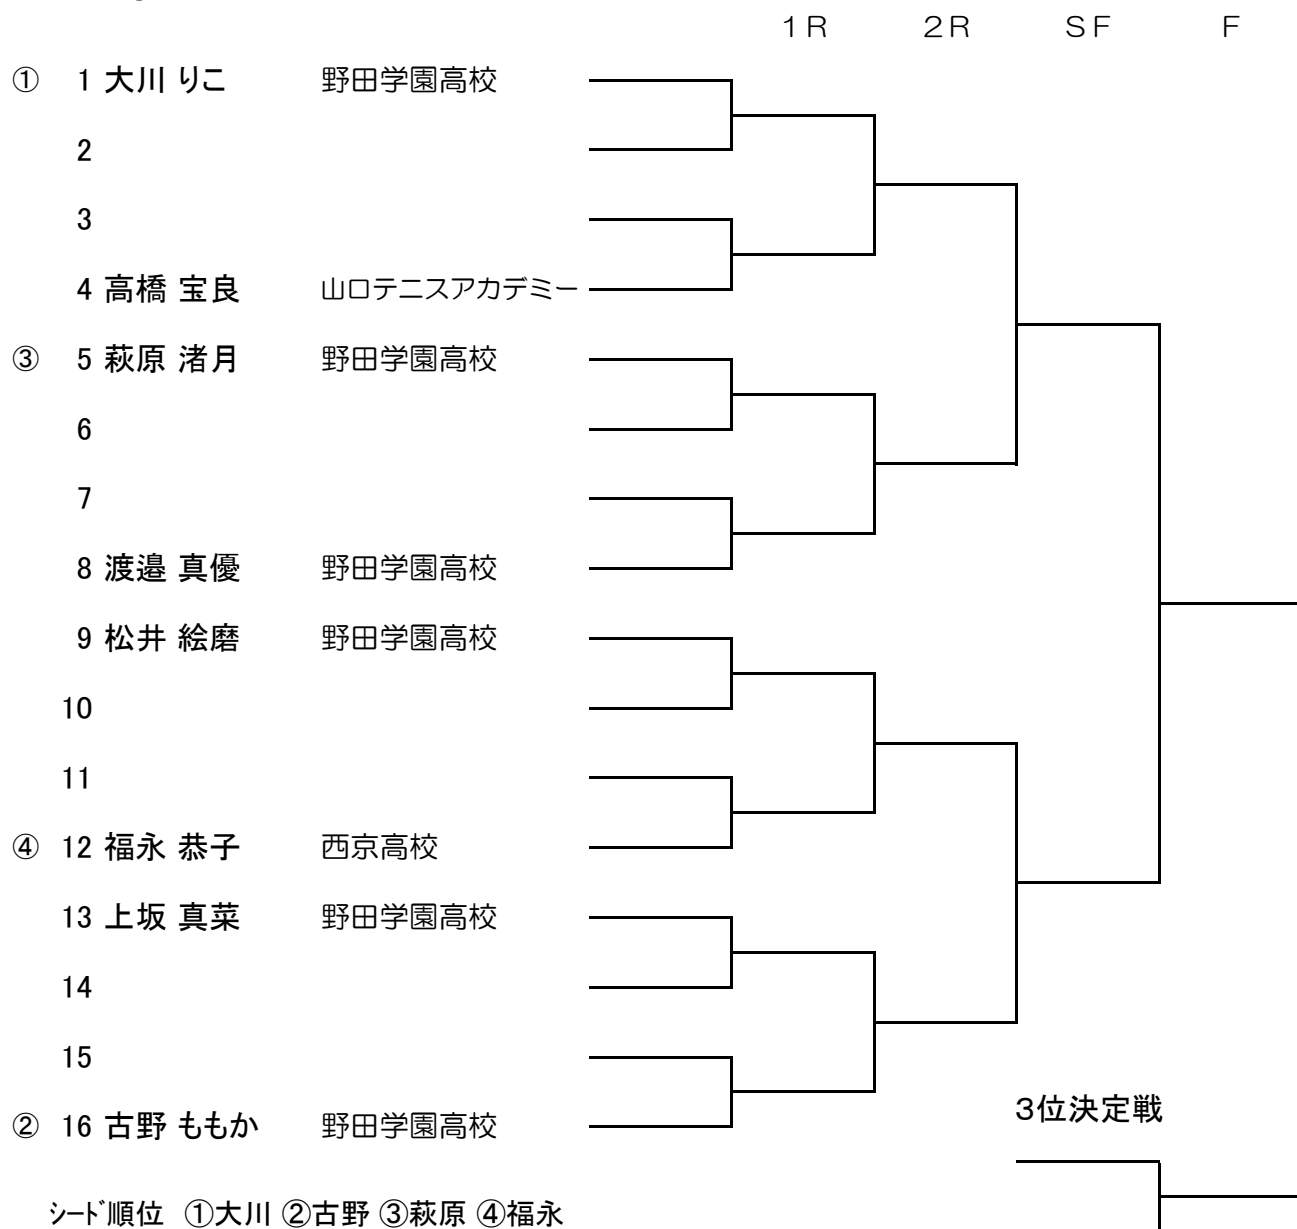 １Ｒ ２Ｒ ＳＦ Ｆ
① 1 大川 りこ 野田学園高校
2
3
4 高橋 宝良 山口テニスアカデミー
③ 5 萩原 渚月 野田学園高校
6
7
8 渡邉 真優 野田学園高校
9 松井 絵磨 野田学園高校
10
11
④ 12 福永 恭子 西京高校
13 上坂 真菜 野田学園高校
14
15
② 16 古野 ももか 野田学園高校
3位決定戦
ｼｰﾄﾞ順位 ①大川 ②古野 ③萩原 ④福永